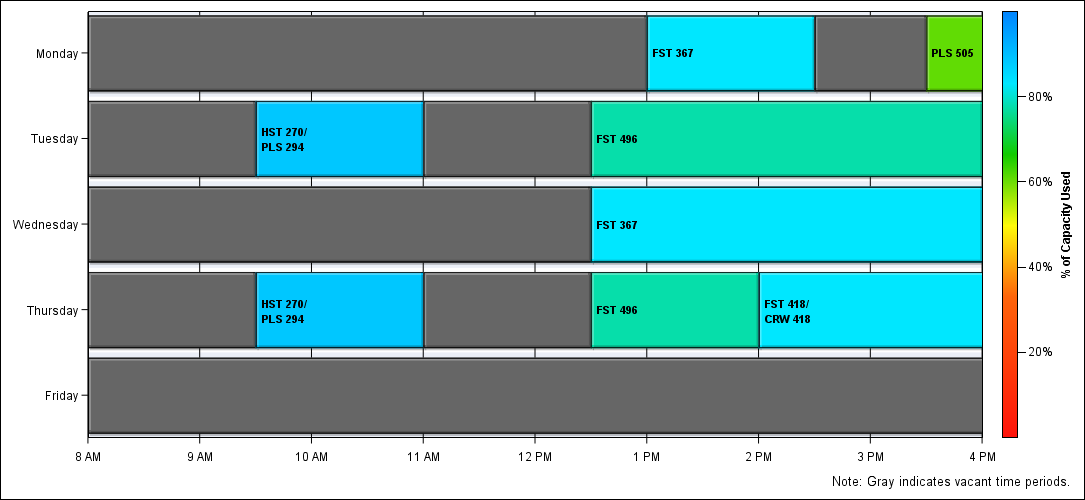 Monday
FST 367
PLS 505
Tuesday
HST 270/
PLS 294
FST 496
Wednesday
FST 367
Thursday
HST 270/
PLS 294
FST 496
FST 418/
CRW 418
Friday
8 AM 9 AM 10 AM 11 AM 12 PM 1 PM 2 PM 3 PM 4 PM
80%
60%
40%
20%
% of Capacity Used
Note: Gray indicates vacant time periods.